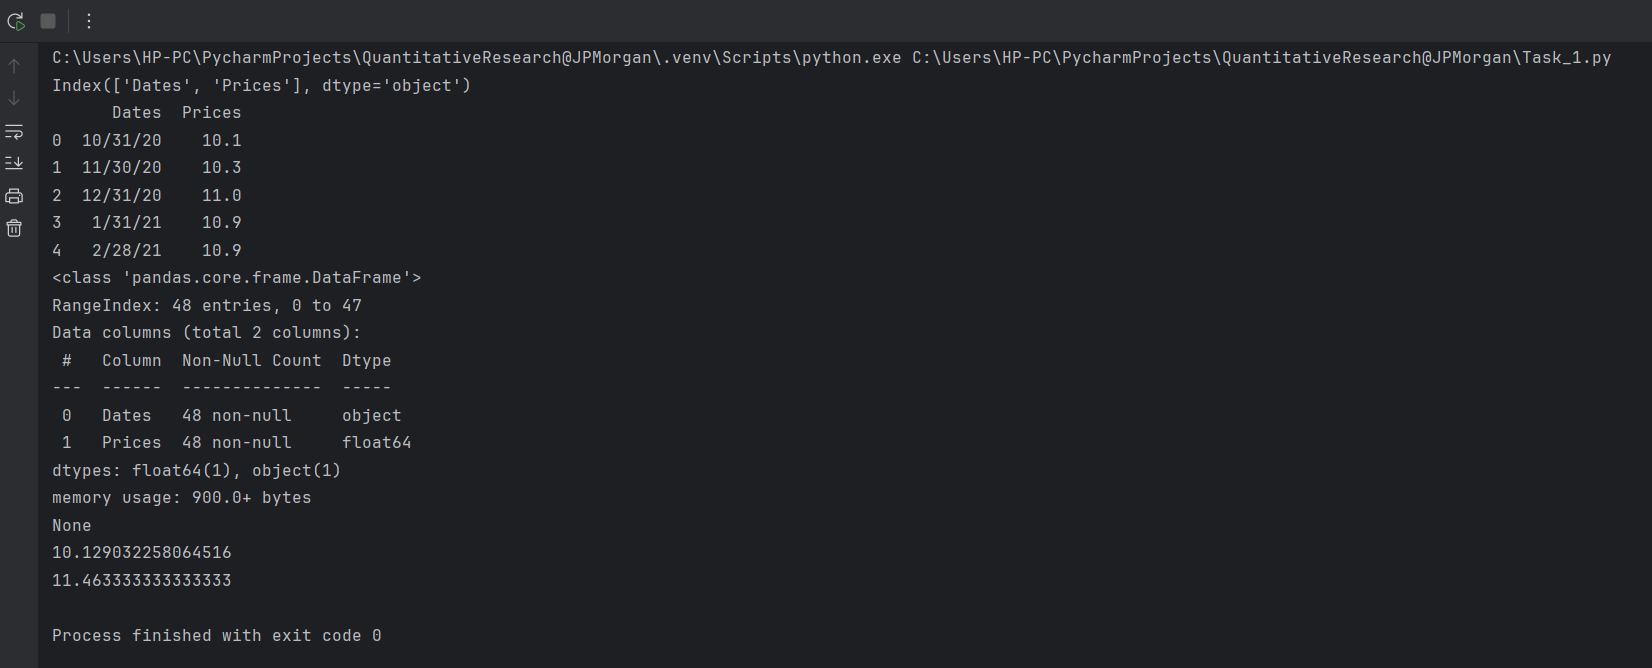 C:\Users\HP-PC\PycharmProjects\QuantitativeResearch@JPMorgan\.venv\Scripts\python.exe C:\Users\HP-PC\PycharmProjects\QuantitativeResearch@JPMorgan\Task_1.py
Index(['Dates', 'Prices'], dtype='object')
      Dates  Prices
0  10/31/20    10.1
1  11/30/20    10.3
2  12/31/20    11.0
3   1/31/21    10.9
4   2/28/21    10.9
<class 'pandas.core.frame.DataFrame'>
RangeIndex: 48 entries, 0 to 47
Data columns (total 2 columns):
 #   Column  Non-Null Count  Dtype
---  ------  --------------  -----
 0   Dates   48 non-null     object
 1   Prices  48 non-null     float64
dtypes: float64(1), object(1)
memory usage: 900.0+ bytes
None
10.129032258064516
11.463333333333333
Process finished with exit code 0